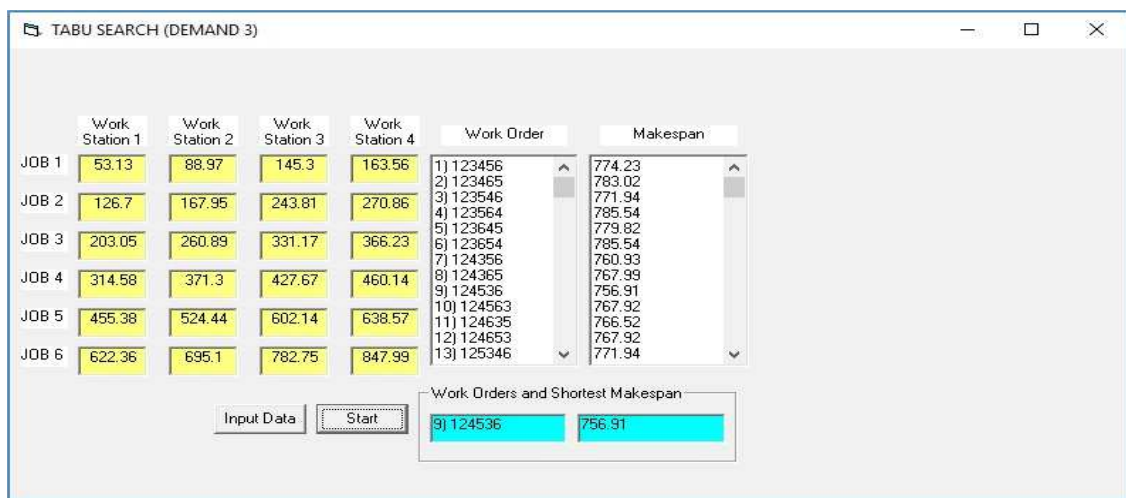 TABU SEARCH (DEMAND 3)
Work Station 1 Work Station 2 Work Station 3 Work Station 4 Work Order Makespan
JOB 1 53.13 88.97 145.3 163.56
JOB 2 126.7 167.95 243.81 270.86
JOB 3 203.05 260.89 331.17 366.23
JOB 4 314.58 371.3 427.67 460.14
JOB 5 455.38 524.44 602.14 638.57
JOB 6 622.36 695.1 782.75 847.99
1) 123456 774.23
2) 123465 783.02
3) 123546 771.94
4) 123564 785.54
5) 123645 779.82
6) 123654 785.54
7) 124356 760.93
8) 124365 767.99
9) 124536 756.91
10) 124563 767.92
11) 124635 766.52
12) 124653 767.92
13) 125346 771.94
Input Data Start
Work Orders and Shortest Makespan
9) 124536 756.91